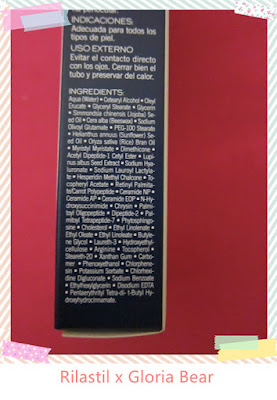 INDICACIONES:
Adecuada para todos los
tipos de piel.
USO EXTERNO
Evitar el contacto directo
con los ojos. Cerrar bien el
tubo y preservar del calor.
INGREDIENTS:
Aqua (Water) • Cetearyl Alcohol • Oleyl
Erucate • Glyceryl Stearate • Glycerin
• Simmondsia chinensis (Jojoba) See-
ed Oil • Cera alba (Beeswax) • Sodium
Olivoyl Glutamate • PEG-100 Stearate
• Helianthus annuus (Sunflower) See-
ed Oil • Oryza sativa (Rice) Bran Oil
• Myristyl Myristate • Dimethicone •
Acetyl Dipeptide-1 Cetyl Ester • Lupi-
nus albus Seed Extract • Sodium Hya-
luronate • Sodium Lauroyl Lactyla-
te • Hesperidin Methyl Chalcone • To-
copheryl Acetate • Retinyl Palmita-
te/Carrot Polypeptide • Ceramide NP •
Ceramide AP • Ceramide EOP • N-Hy-
droxysuccinimide • Chrysin • Palmi-
toyl Oligopeptide • Dipeptide-2 • Pal-
mitoyl Tetrapeptide-7 • Phytosphingo-
sine • Cholesterol • Ethyl Linolenate •
Ethyl Oleate • Ethyl Linoleate • Butyle-
ne Glycol • Laureth-3 • Hydroxyethyl-
cellulose • Arginine • Tocopherol •
Steareth-20 • Xanthan Gum • Carbo-
mer • Phenoxyethanol • Chlorphene-
sin • Potassium Sorbate • Chlorhexi-
dine Digluconate • Sodium Benzoate
• Ethylhexylglycerin • Disodium EDTA
• Pentaerythrityl Tetra-di-t-Butyl Hy-
droxyhydrocinnamate.
Rilastil x Gloria Bear